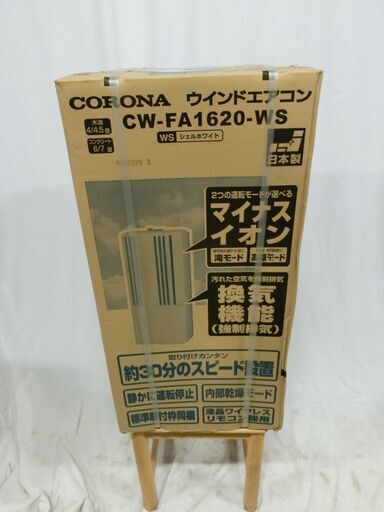 CORONA ウインドエアコン
木造
4/4.5畳
コンクリート
6/7畳
CW-FA1620-WS
WS シェルホワイト
日本製
2つの運転モードが選べる
マイナス
イオン
滝モード 高原モード
汚れた空気を強制排気
換気
機能
(強制排気)
取り付けカンタン
約30分のスピード設置
静かに運転停止 内部乾燥モード
標準取付枠同梱 液晶ワイヤレス
リモコン採用